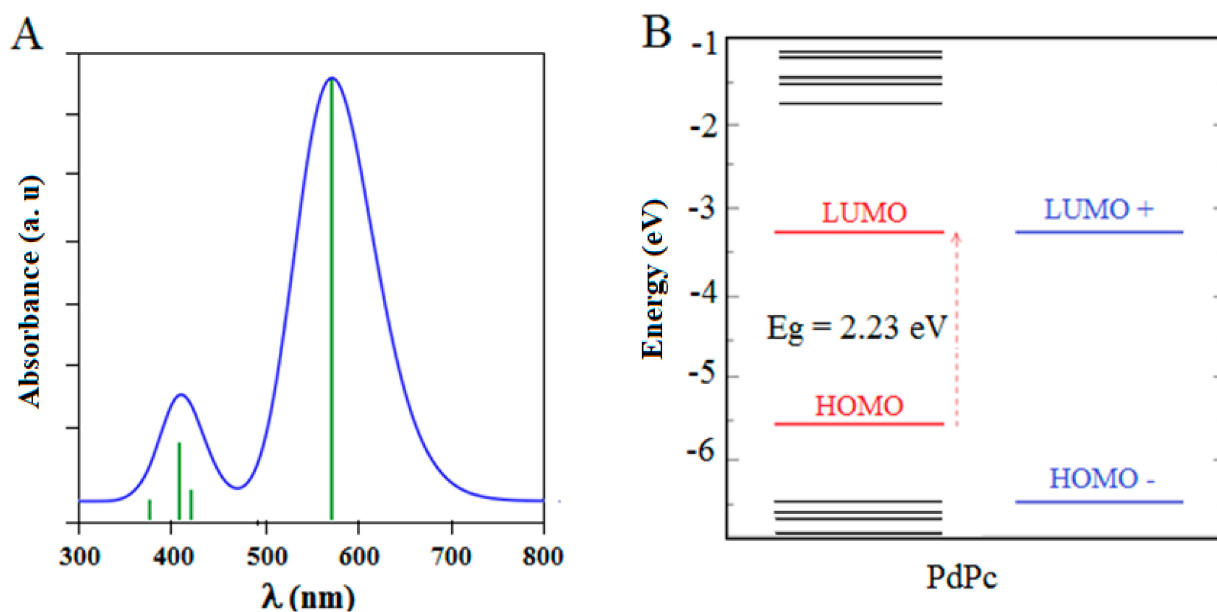 A
Absorbance (a. u)
300 400 500 600 700 800
λ (nm)
B
Energy (eV)
-1
-2
-3
-4
-5
-6
LUMO
LUMO +
Eg = 2.23 eV
HOMO
HOMO -
PdPc